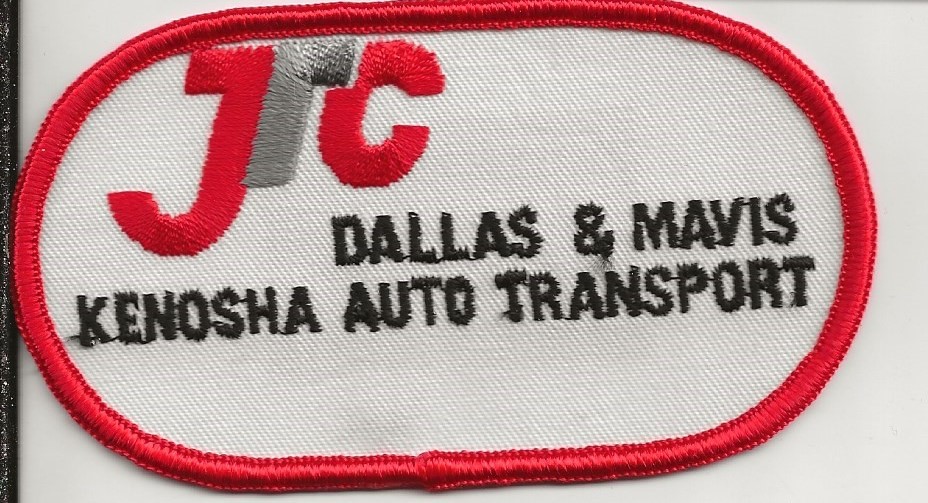 JTC
DALLAS & MAVIS
KENOSHA AUTO TRANSPORT